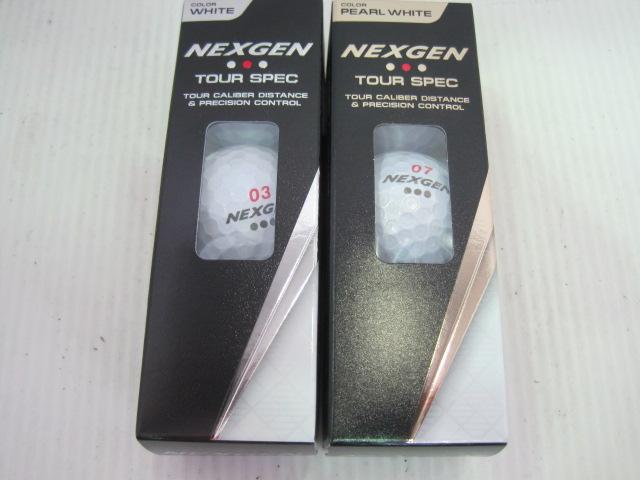 COLOR
WHITE
NEXGEN
TOUR SPEC
TOUR CALIBER DISTANCE
& PRECISION CONTROL
03
NEXG
COLOR
PEARL WHITE
NEXGEN
TOUR SPEC
TOUR CALIBER DISTANCE
& PRECISION CONTROL
07
NEXGEN